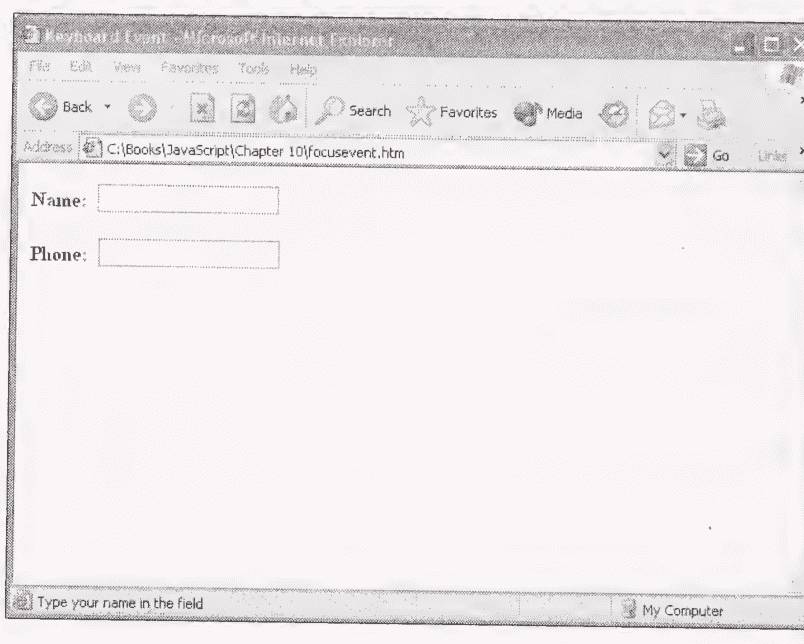 Keyboard Event - Microsoft Internet Explorer
File Edit View Favorites Tools Help
Back Search Favorites Media
Address C:\Books\JavaScript\Chapter 10\focusevent.htm Go Links
Name:
Phone:
Type your name in the field My Computer